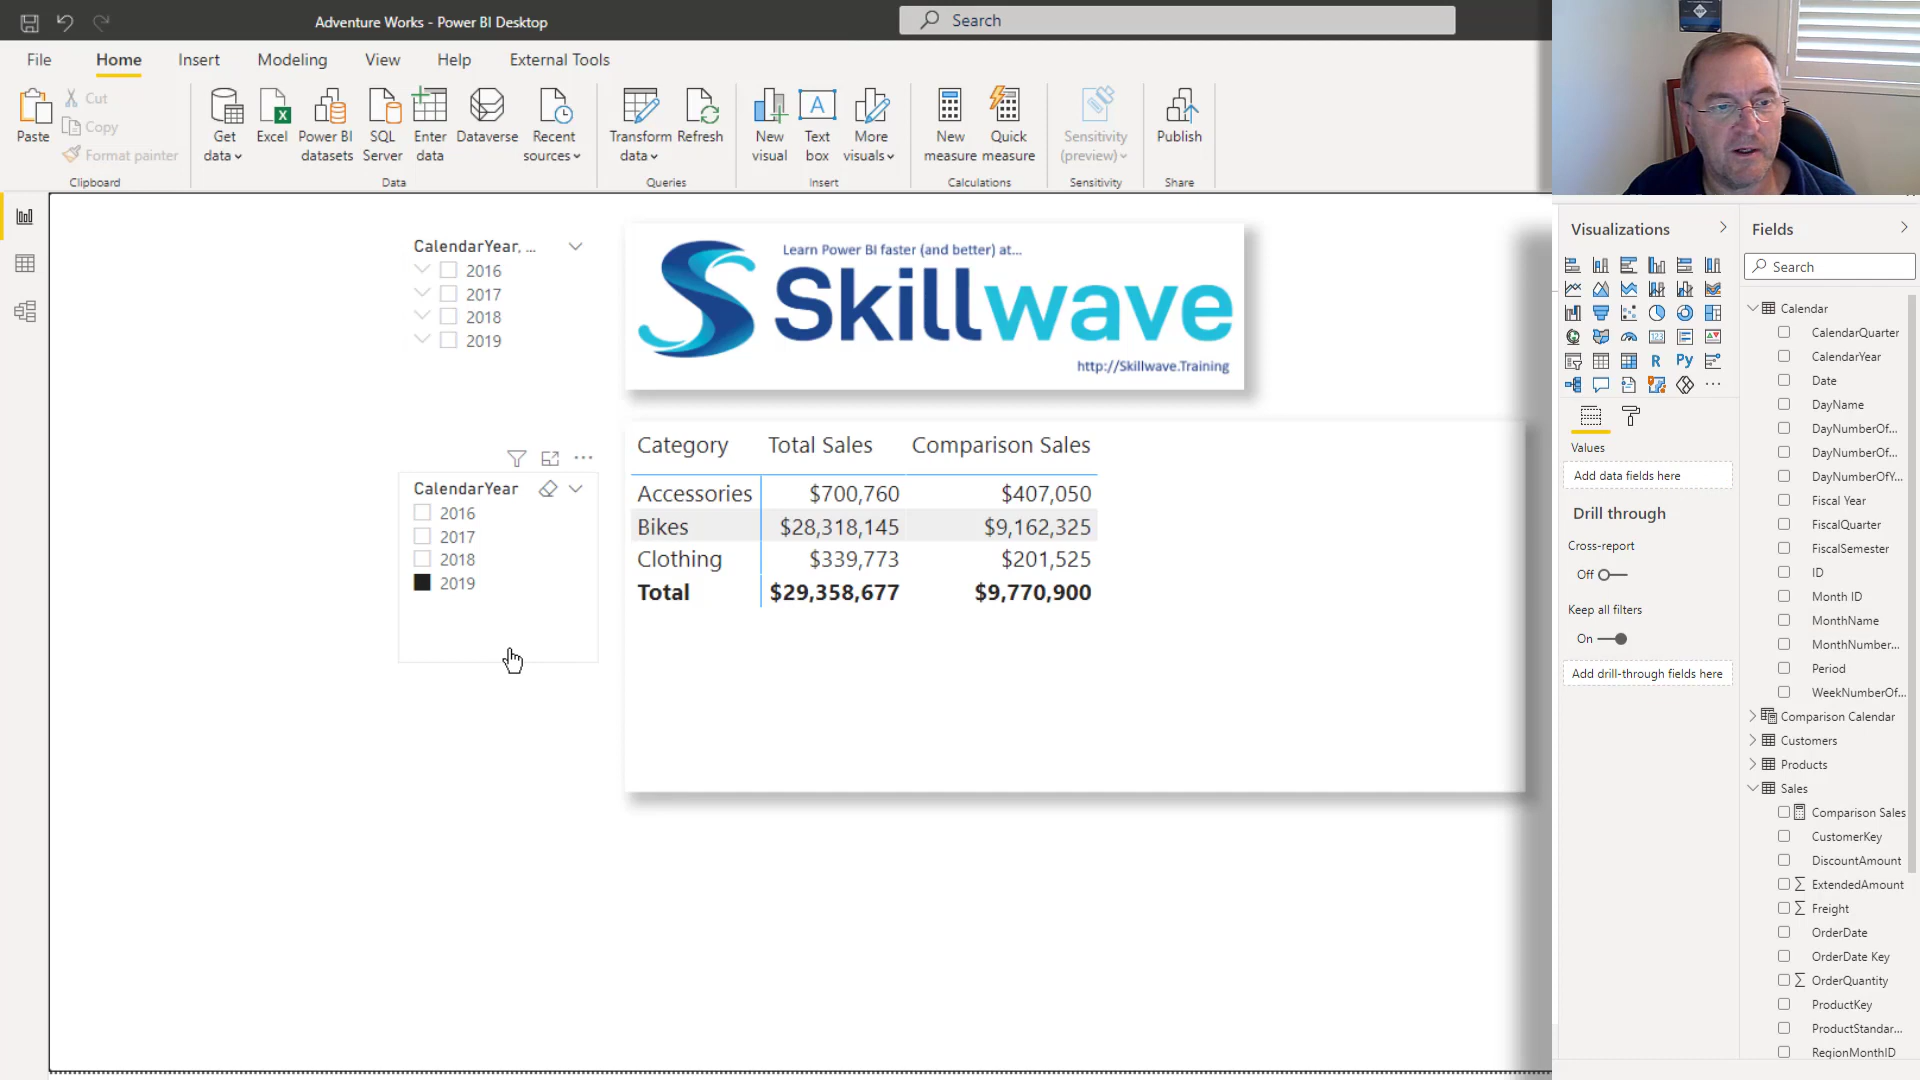 Adventure Works - Power BI Desktop
Search
File Home Insert Modeling View Help External Tools
Paste
Cut
Copy
Format painter
Clipboard
Get data
Excel
Power BI datasets
SQL Server
Enter data
Dataverse
Recent sources
Data
Transform data
Refresh
Queries
New visual
Text box
More visuals
Insert
New measure
Quick measure
Calculations
Sensitivity (preview)
Sensitivity
Publish
Share
CalendarYear, ...
2016
2017
2018
2019
Learn Power BI faster (and better) at...
Skillwave
http://Skillwave.Training
CalendarYear
2016
2017
2018
2019
Category Total Sales Comparison Sales
Accessories $700,760 $407,050
Bikes $28,318,145 $9,162,325
Clothing $339,773 $201,525
Total $29,358,677 $9,770,900
Visualizations
R Py
Values
Add data fields here
Drill through
Cross-report
Off
Keep all filters
On
Add drill-through fields here
Fields
Search
Calendar
CalendarQuarter
CalendarYear
Date
DayName
DayNumberOf...
DayNumberOf...
DayNumberOfY...
Fiscal Year
FiscalQuarter
FiscalSemester
ID
Month ID
MonthName
MonthNumber...
Period
WeekNumberOf...
Comparison Calendar
Customers
Products
Sales
Comparison Sales
CustomerKey
DiscountAmount
ExtendedAmount
Freight
OrderDate
OrderDate Key
OrderQuantity
ProductKey
ProductStandar...
RegionMonthID